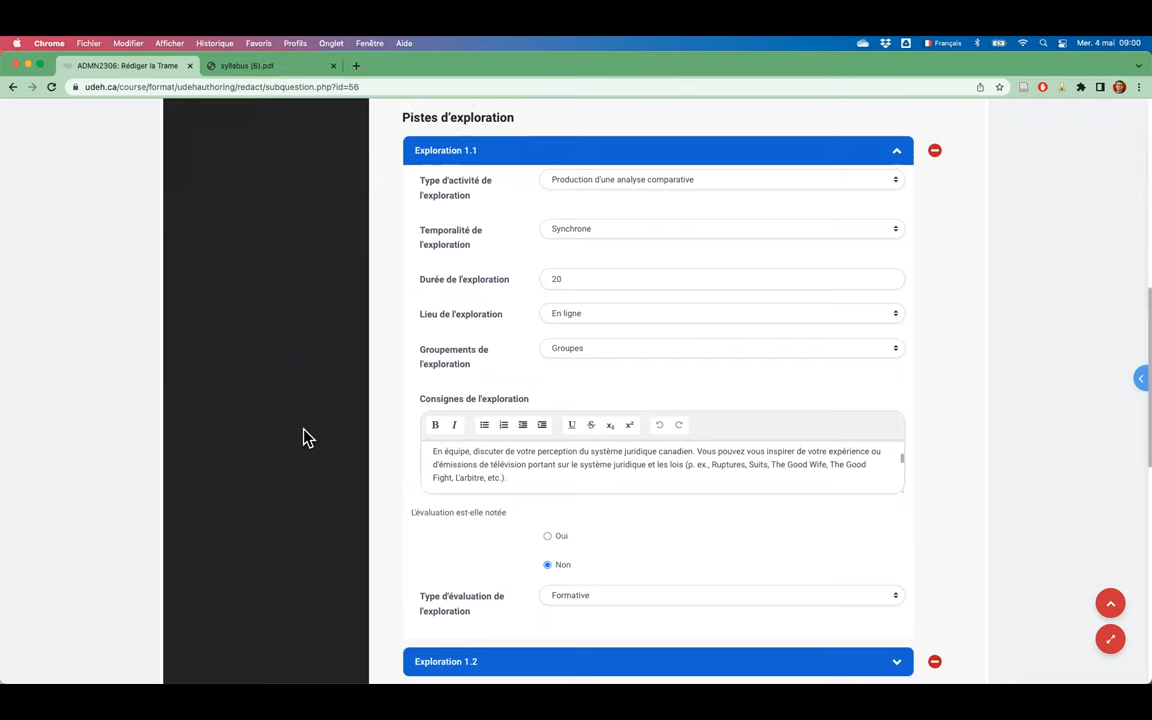 Chrome Fichier Modifier Afficher Historique Favoris Profils Onglet Fenêtre Aide Français Mer. 4 mai 09:00
ADMN2306: Rédiger la Trame syllabus (6).pdf
udeh.ca/course/format/udehauthoring/redact/subquestion.php?id=56
Pistes d'exploration
Exploration 1.1
Type d'activité de l'exploration
Production d'une analyse comparative
Temporalité de l'exploration
Synchrone
Durée de l'exploration
20
Lieu de l'exploration
En ligne
Groupements de l'exploration
Groupes
Consignes de l'exploration
B I U S x₂ x²
En équipe, discuter de votre perception du système juridique canadien. Vous pouvez vous inspirer de votre expérience ou
d'émissions de télévision portant sur le système juridique et les lois (p. ex., Ruptures, Suits, The Good Wife, The Good
Fight, L'arbitre, etc.).
L'évaluation est-elle notée
Oui
Non
Type d'évaluation de l'exploration
Formative
Exploration 1.2